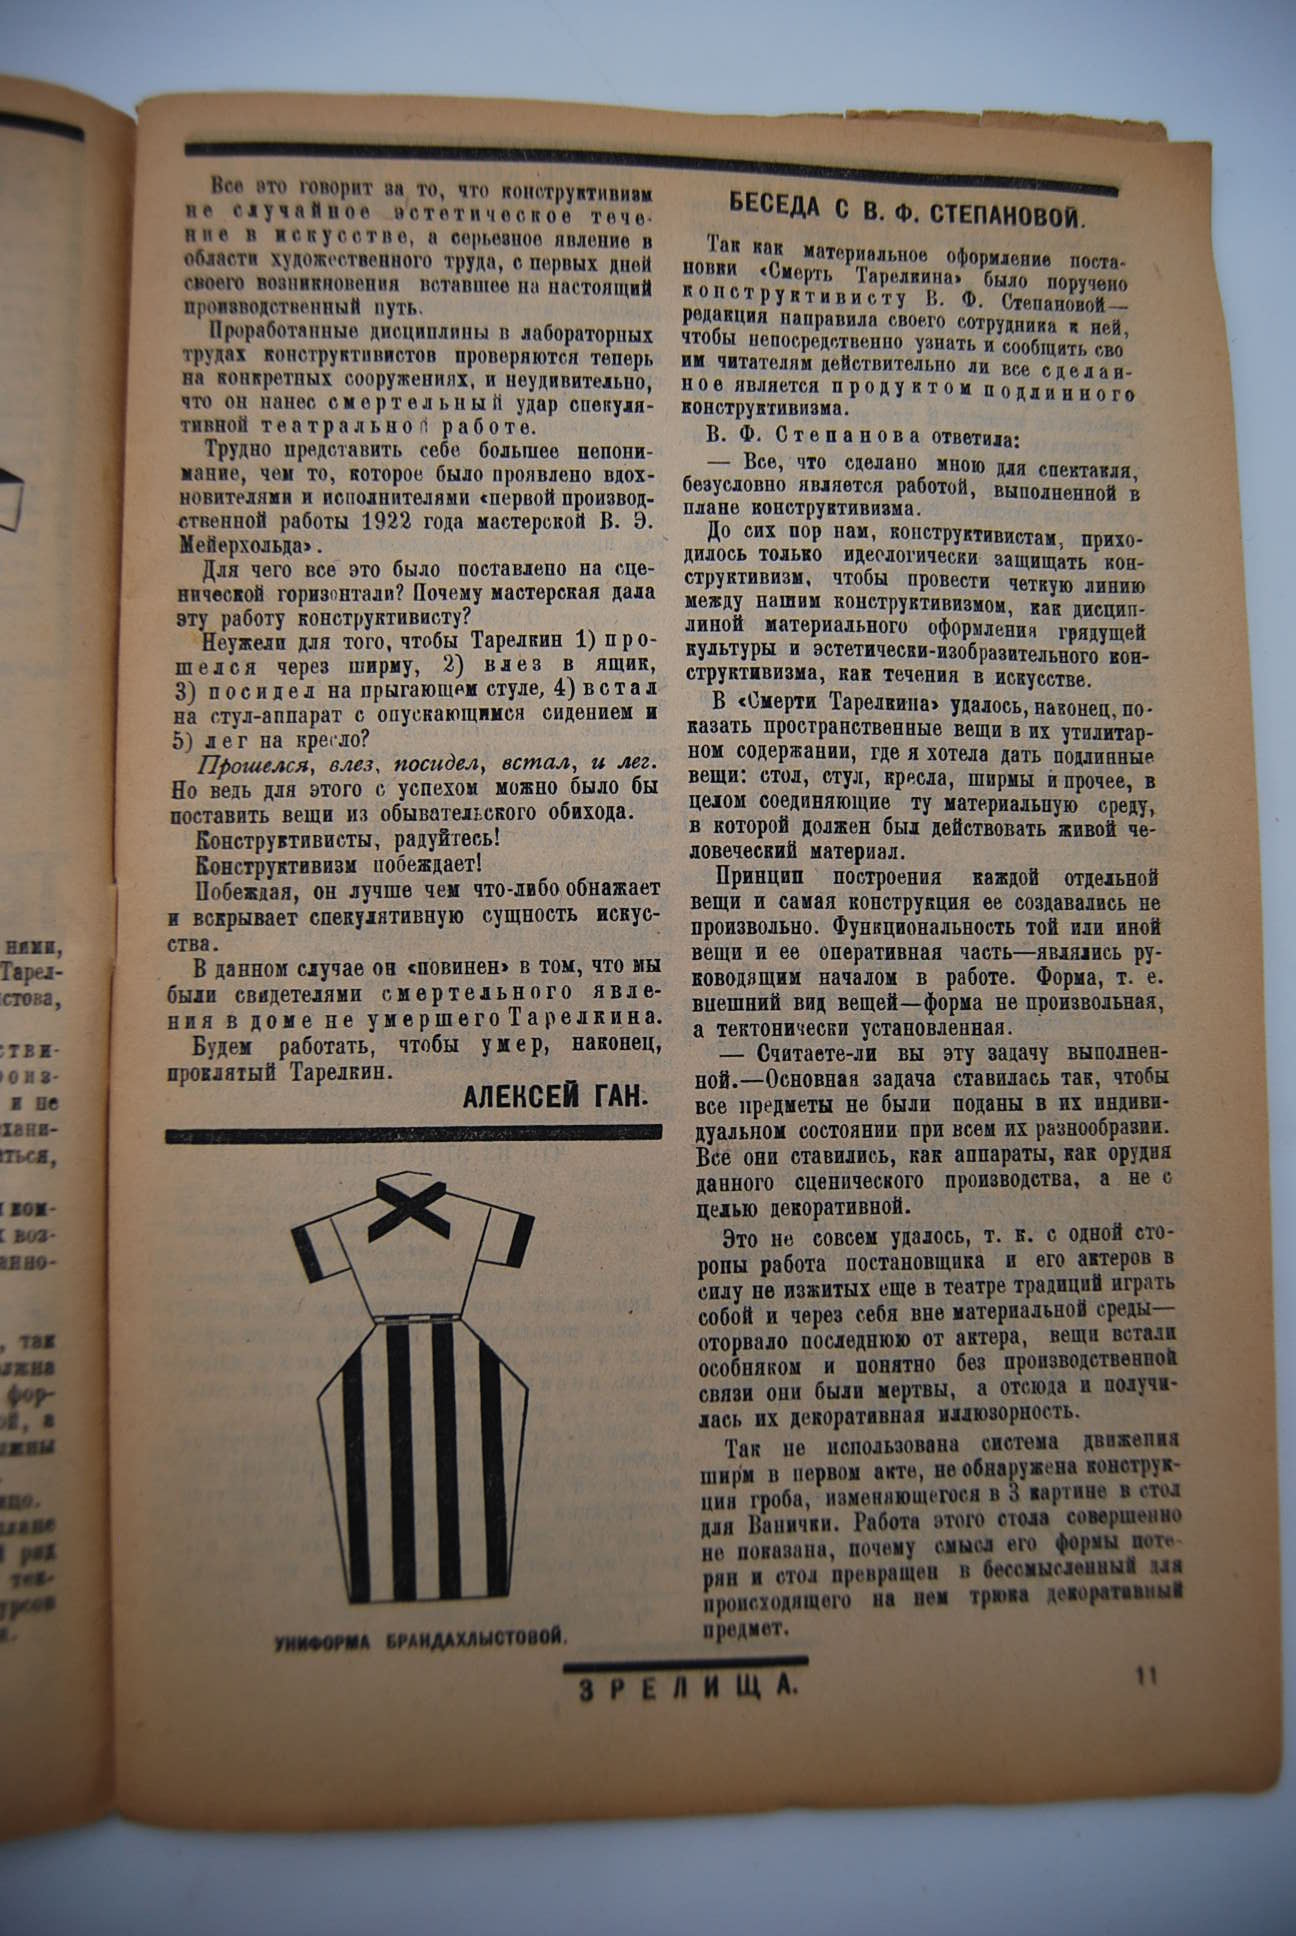 Все это говорит за то, что конструктивизм
не случайное эстетическое тече-
ние в искусстве, а серьезное явление в
области художественного труда, с первых дней
своего возникновения вставшее на настоящий
производственный путь.
Проработанные дисциплины в лабораторных
трудах конструктивистов проверяются теперь
на конкретных сооружениях, и неудивительно,
что он нанес смертельный удар спекуля-
тивной театральной работе.
Трудно представить себе большее непони-
мание, чем то, которое было проявлено вдох-
новителями и исполнителями «первой производ-
ственной работы 1922 года мастерской В. Э.
Мейерхольда».
Для чего все это было поставлено на сце-
нической горизонтали? Почему мастерская дала
эту работу конструктивисту?
Неужели для того, чтобы Тарелкин 1) про-
шелся через ширму, 2) влез в ящик,
3) посидел на прыгающем стуле, 4) встал
на стул-аппарат с опускающимся сидением и
5) лег на кресло?
Прошелся, влез, посидел, встал, и лег.
Но ведь для этого с успехом можно было бы
поставить вещи из обывательского обихода.
Конструктивисты, радуйтесь!
Конструктивизм побеждает!
Побеждая, он лучше чем что-либо обнажает
и вскрывает спекулятивную сущность искус-
ства.
В данном случае он «повинен» в том, что мы
были свидетелями смертельного явле-
ния в доме не умершего Тарелкина.
Будем работать, чтобы умер, наконец,
проклятый Тарелкин.
АЛЕКСЕЙ ГАН.
УНИФОРМА БРАНДАХЛЫСТОВОЙ.
БЕСЕДА С В. Ф. СТЕПАНОВОЙ.
Так как материальное оформление поста-
новки «Смерть Тарелкина» было поручено
конструктивисту В. Ф. Степановой—
редакция направила своего сотрудника к ней,
чтобы непосредственно узнать и сообщить сво
им читателям действительно ли все сделан-
ное является продуктом подлинного
конструктивизма.
В. Ф. Степанова ответила:
— Все, что сделано мною для спектакля,
безусловно является работой, выполненной в
плане конструктивизма.
До сих пор нам, конструктивистам, прихо-
дилось только идеологически защищать кон-
структивизм, чтобы провести четкую линию
между нашим конструктивизмом, как дисцип-
линой материального оформления грядущей
культуры и эстетически-изобразительного кон-
структивизма, как течения в искусстве.
В «Смерти Тарелкина» удалось, наконец, по-
казать пространственные вещи в их утилитар-
ном содержании, где я хотела дать подлинные
вещи: стол, стул, кресла, ширмы и прочее, в
целом соединяющие ту материальную среду,
в которой должен был действовать живой че-
ловеческий материал.
Принцип построения каждой отдельной
вещи и самая конструкция ее создавались не
произвольно. Функциональность той или иной
вещи и ее оперативная часть—являлись ру-
ководящим началом в работе. Форма, т. е.
внешний вид вещей—форма не произвольная,
а тектонически установленная.
— Считаете-ли вы эту задачу выполнен-
ной.—Основная задача ставилась так, чтобы
все предметы не были поданы в их индиви-
дуальном состоянии при всем их разнообразии.
Все они ставились, как аппараты, как орудия
данного сценического производства, а не с
целью декоративной.
Это не совсем удалось, т. к. с одной сто-
роны работа постановщика и его актеров в
силу не изжитых еще в театре традиций играть
собой и через себя вне материальной среды—
оторвало последнюю от актера, вещи встали
особняком и понятно без производственной
связи они были мертвы, а отсюда и получи-
лась их декоративная иллюзорность.
Так не использована система движения
ширм в первом акте, не обнаружена конструк-
ция гроба, изменяющегося в 3 картине в стол
для Ванички. Работа этого стола совершенно
не показана, почему смысл его формы поте-
рян и стол превращен в бессмысленный для
происходящего на нем трюка декоративный
предмет.
ЗРЕЛИЩА.
11